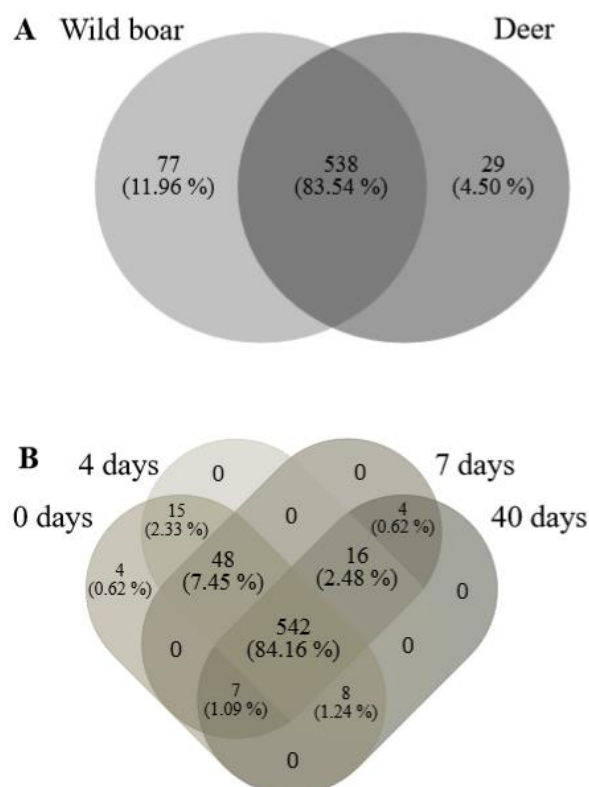 A Wild boar Deer
77 538 29
(11.96 %) (83.54 %) (4.50 %)
B 4 days 7 days
0 days 40 days
0 0
15 0 4
(2.33 %) (0.62 %)
48 16
(7.45 %) (2.48 %)
4 0
(0.62 %)
542
(84.16 %)
0 0
7 8
(1.09 %) (1.24 %)
0